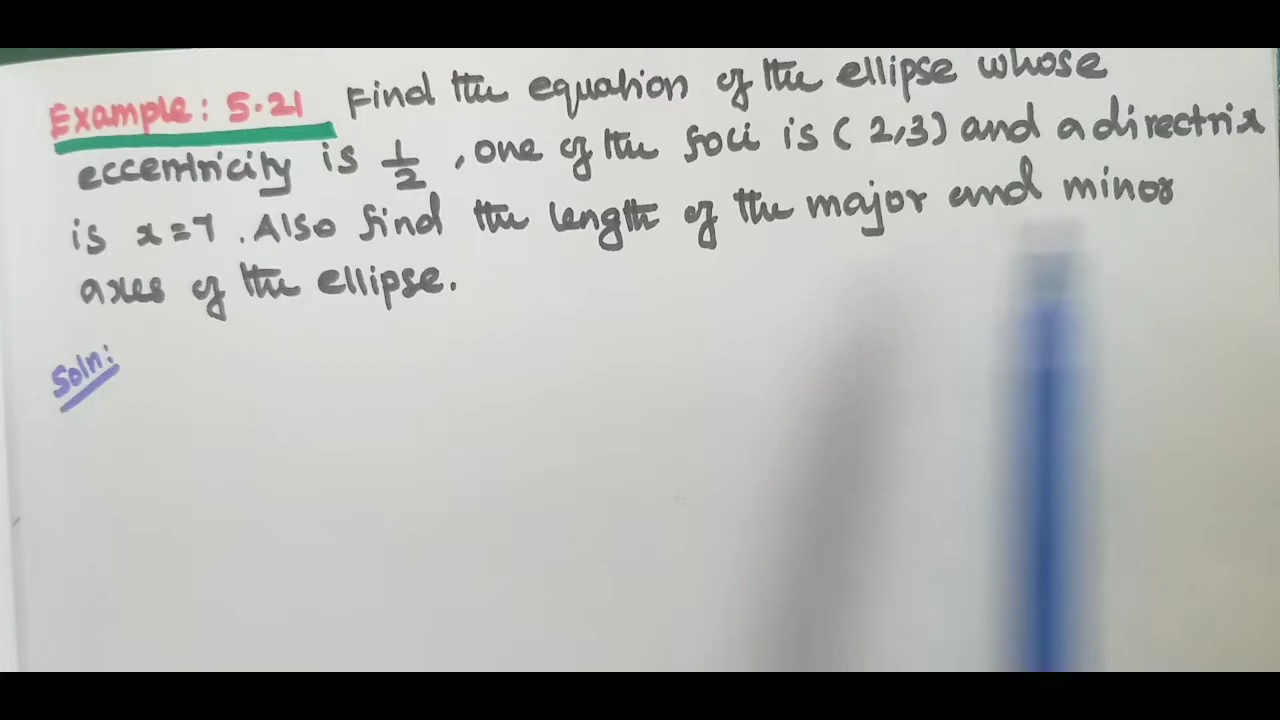 Example: 5.21 Find the equation of the ellipse whose
eccentricity is 1/2, one of the foci is (2,3) and a directrix
is x=7. Also find the length of the major and minor
axes of the ellipse.
Soln: